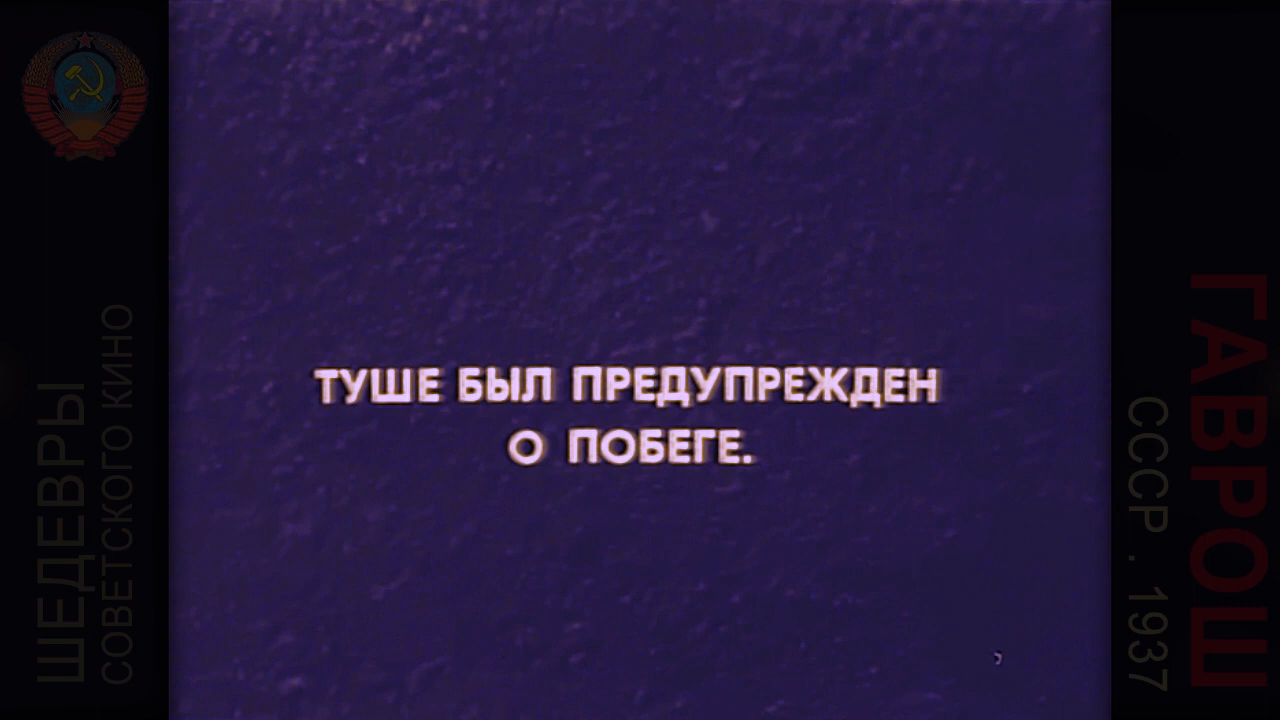 ТУШЕ БЫЛ ПРЕДУПРЕЖДЕН
О ПОБЕГЕ.
ШЕДЕВРЫ
СОВЕТСКОГО КИНО
ГАВРОШ
СССР . 1937